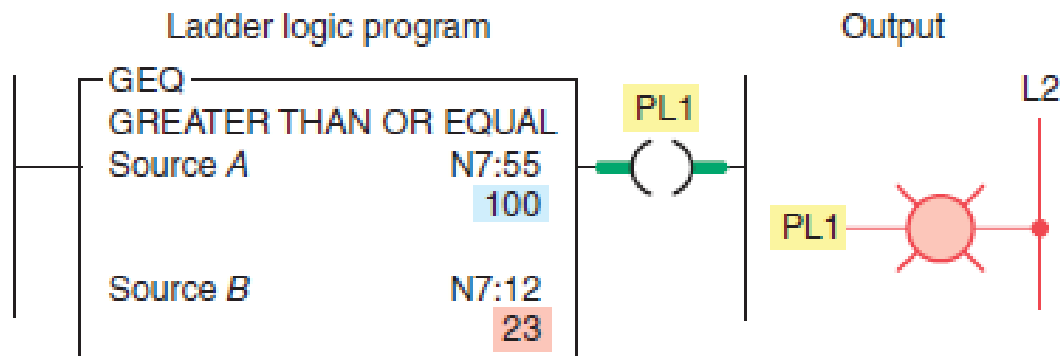 Ladder logic program
Output
GEQ
GREATER THAN OR EQUAL
Source A N7:55
100
Source B N7:12
23
PL1
L2
PL1